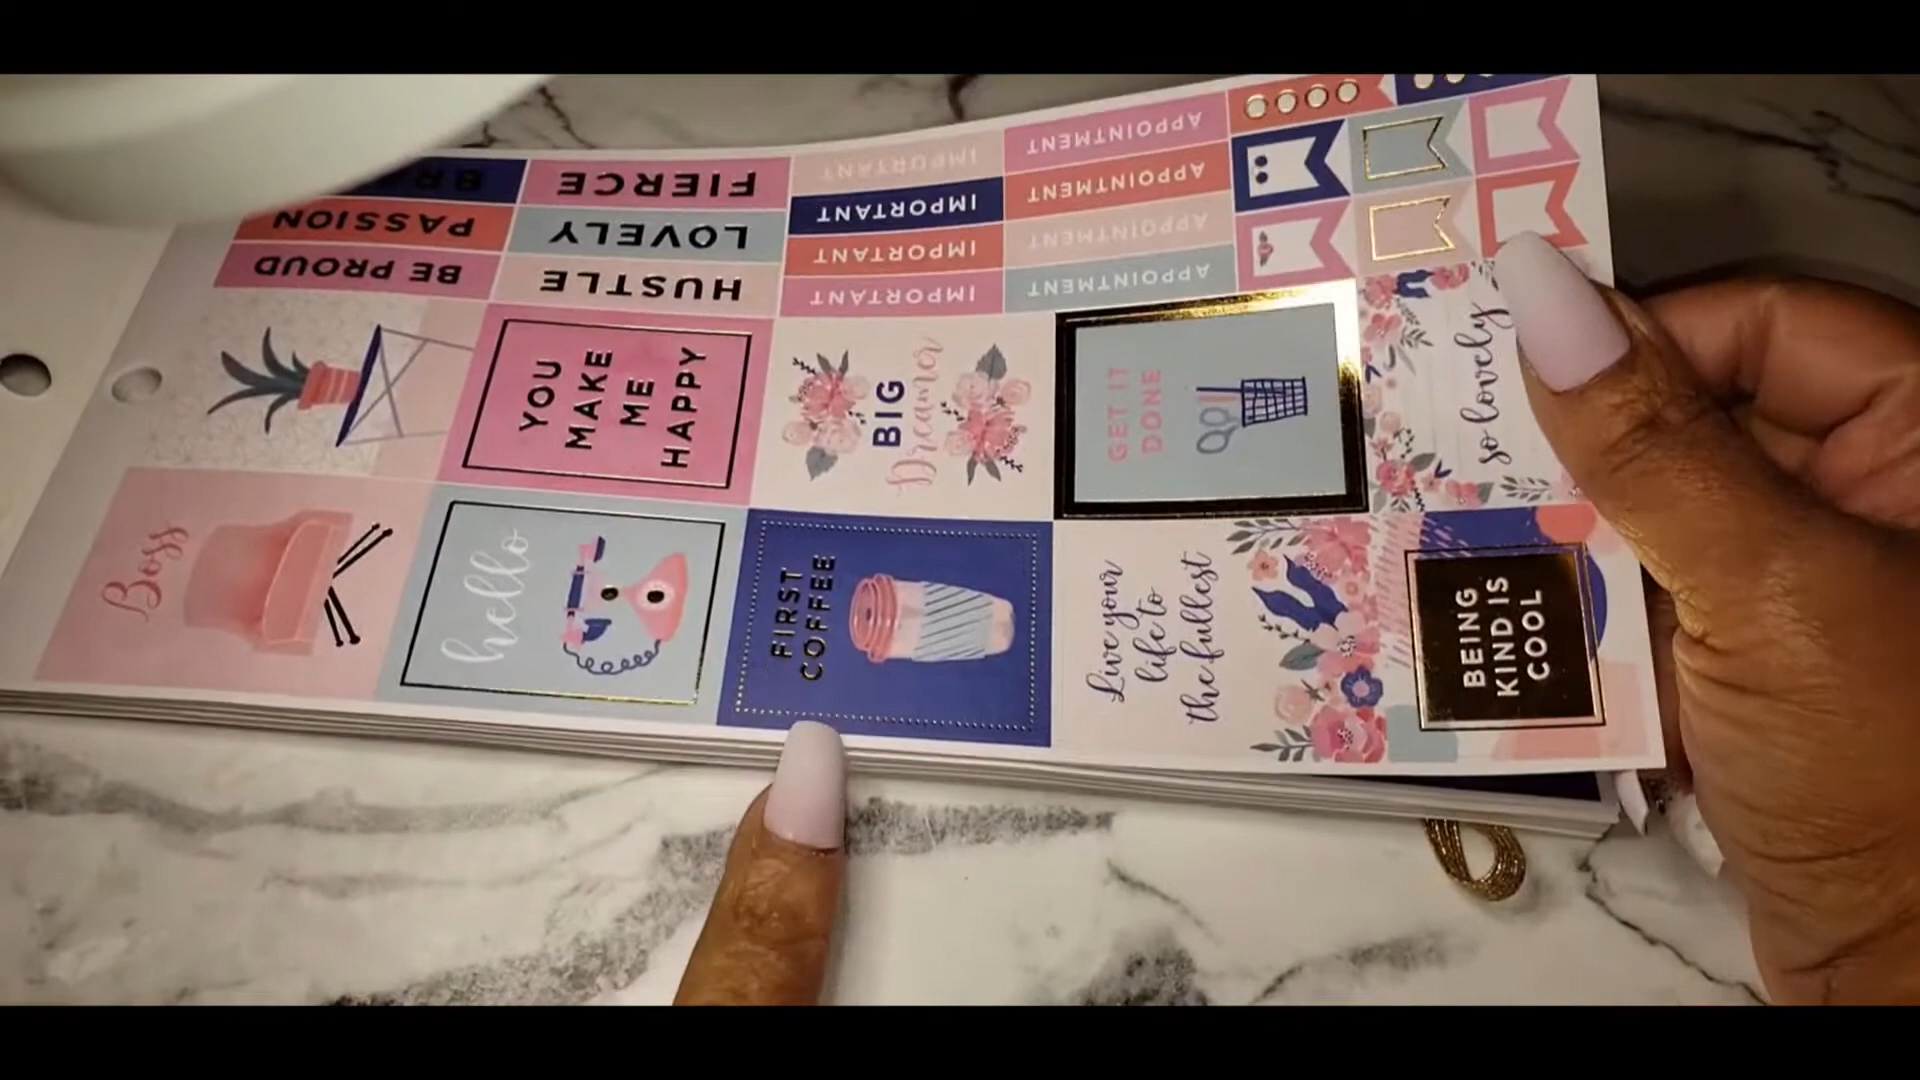 BR
PASSION
BE PROUD
FIERCE
LOVELY
HUSTLE
IMPORTANT
IMPORTANT
IMPORTANT
IMPORTANT
APPOINTMENT
APPOINTMENT
APPOINTMENT
APPOINTMENT
YOU
MAKE
ME
HAPPY
BIG
Dreamer
GET IT
DONE
so lovely
Boss
hello
FIRST
COFFEE
Live your
life to
the fullest
BEING
KIND IS
COOL